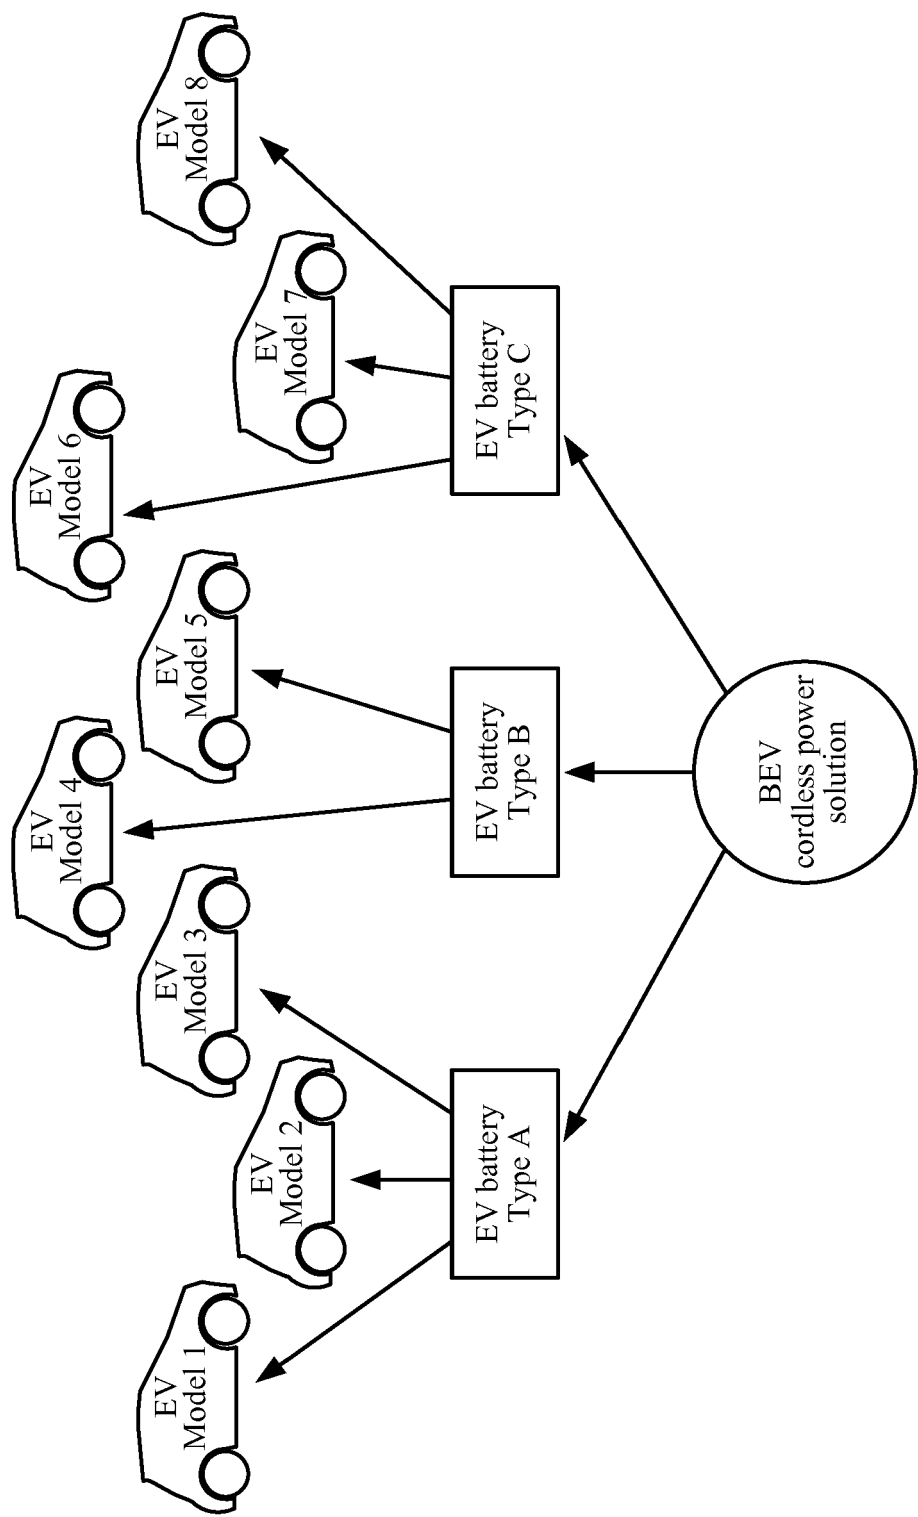 EV
Model 1
EV
Model 2
EV
Model 3
EV
Model 4
EV
Model 5
EV
Model 6
EV
Model 7
EV
Model 8
EV battery
Type A
EV battery
Type B
EV battery
Type C
BEV
cordless power
solution